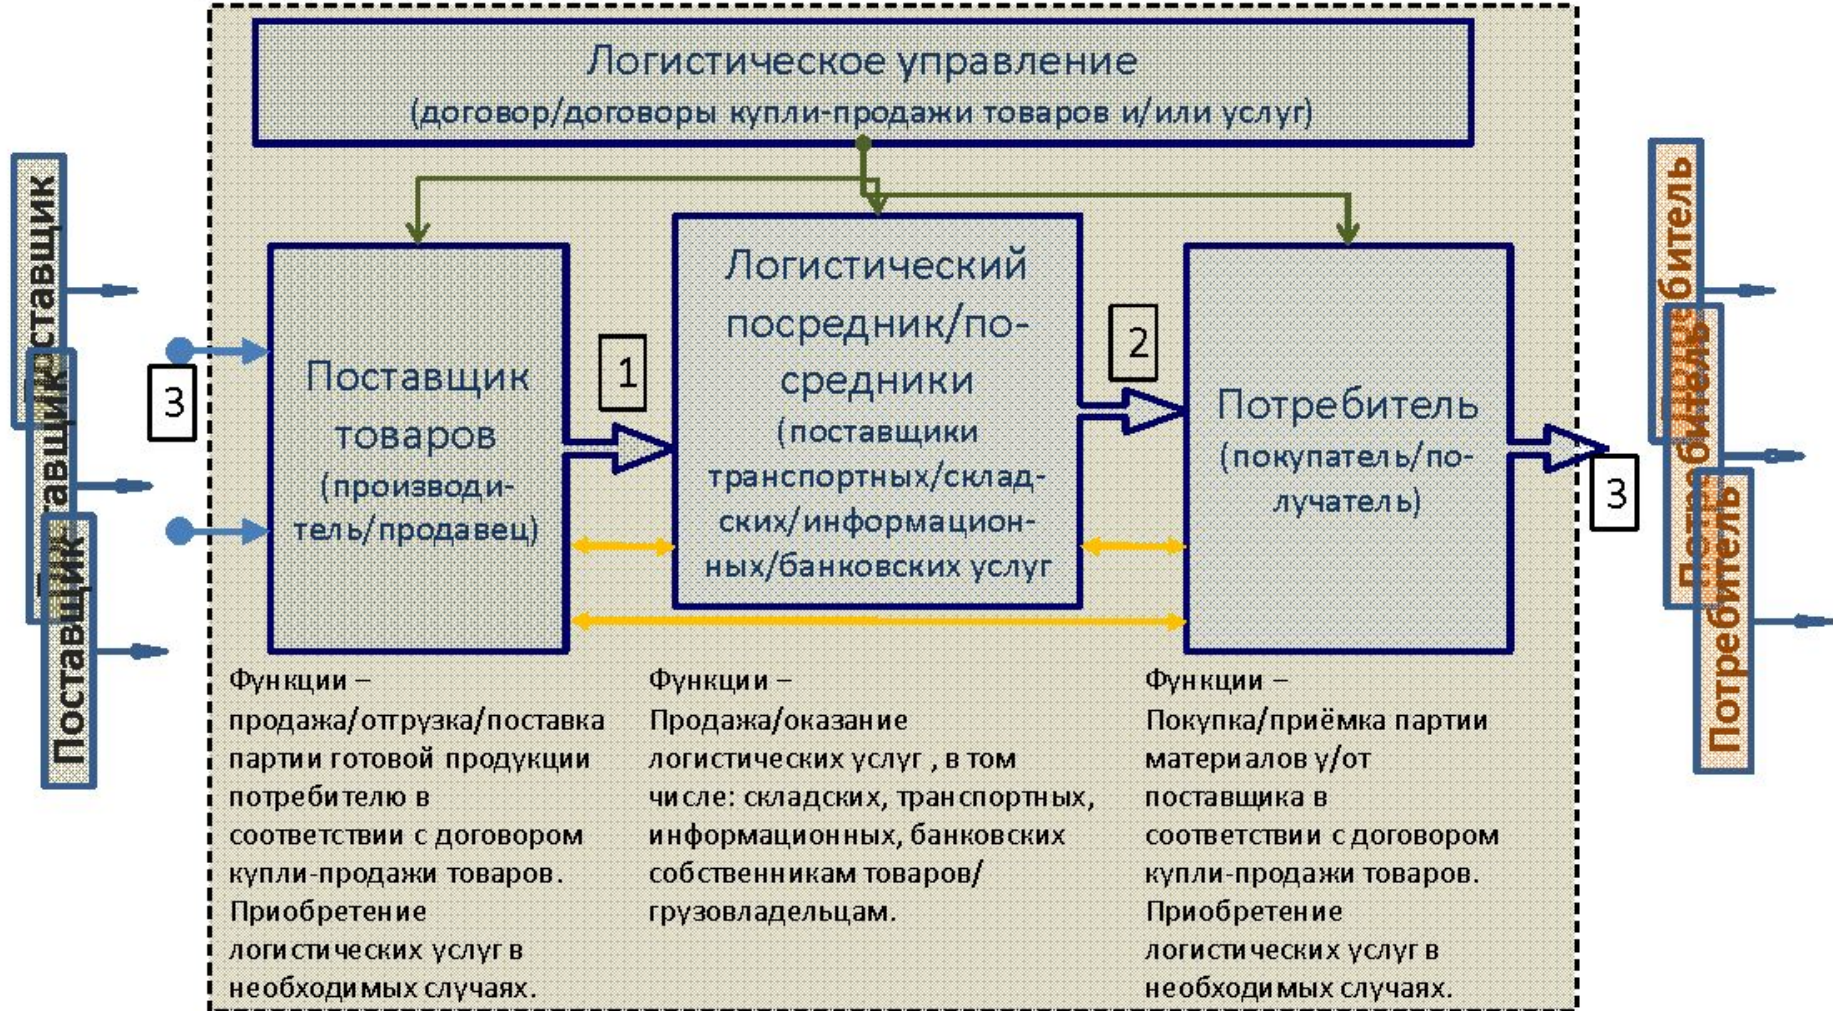 Логистическое управление
(договор/договоры купли-продажи товаров и/или услуг)
Поставщик
Поставщик
Поставщик
3
Поставщик
товаров
(производи-
тель/продавец)
1
Логистический
посредник/по-
средники
(поставщики
транспортных/склад-
ских/информацион-
ных/банковских услуг
2
Потребитель
(покупатель/по-
лучатель)
3
Потребитель
Потребитель
Потребитель
Функции –
продажа/отгрузка/поставка
партии готовой продукции
потребителю в
соответствии с договором
купли-продажи товаров.
Приобретение
логистических услуг в
необходимых случаях.
Функции –
Продажа/оказание
логистических услуг , в том
числе: складских, транспортных,
информационных, банковских
собственникам товаров/
грузовладельцам.
Функции –
Покупка/приёмка партии
материалов у/от
поставщика в
соответствии с договором
купли-продажи товаров.
Приобретение
логистических услуг в
необходимых случаях.